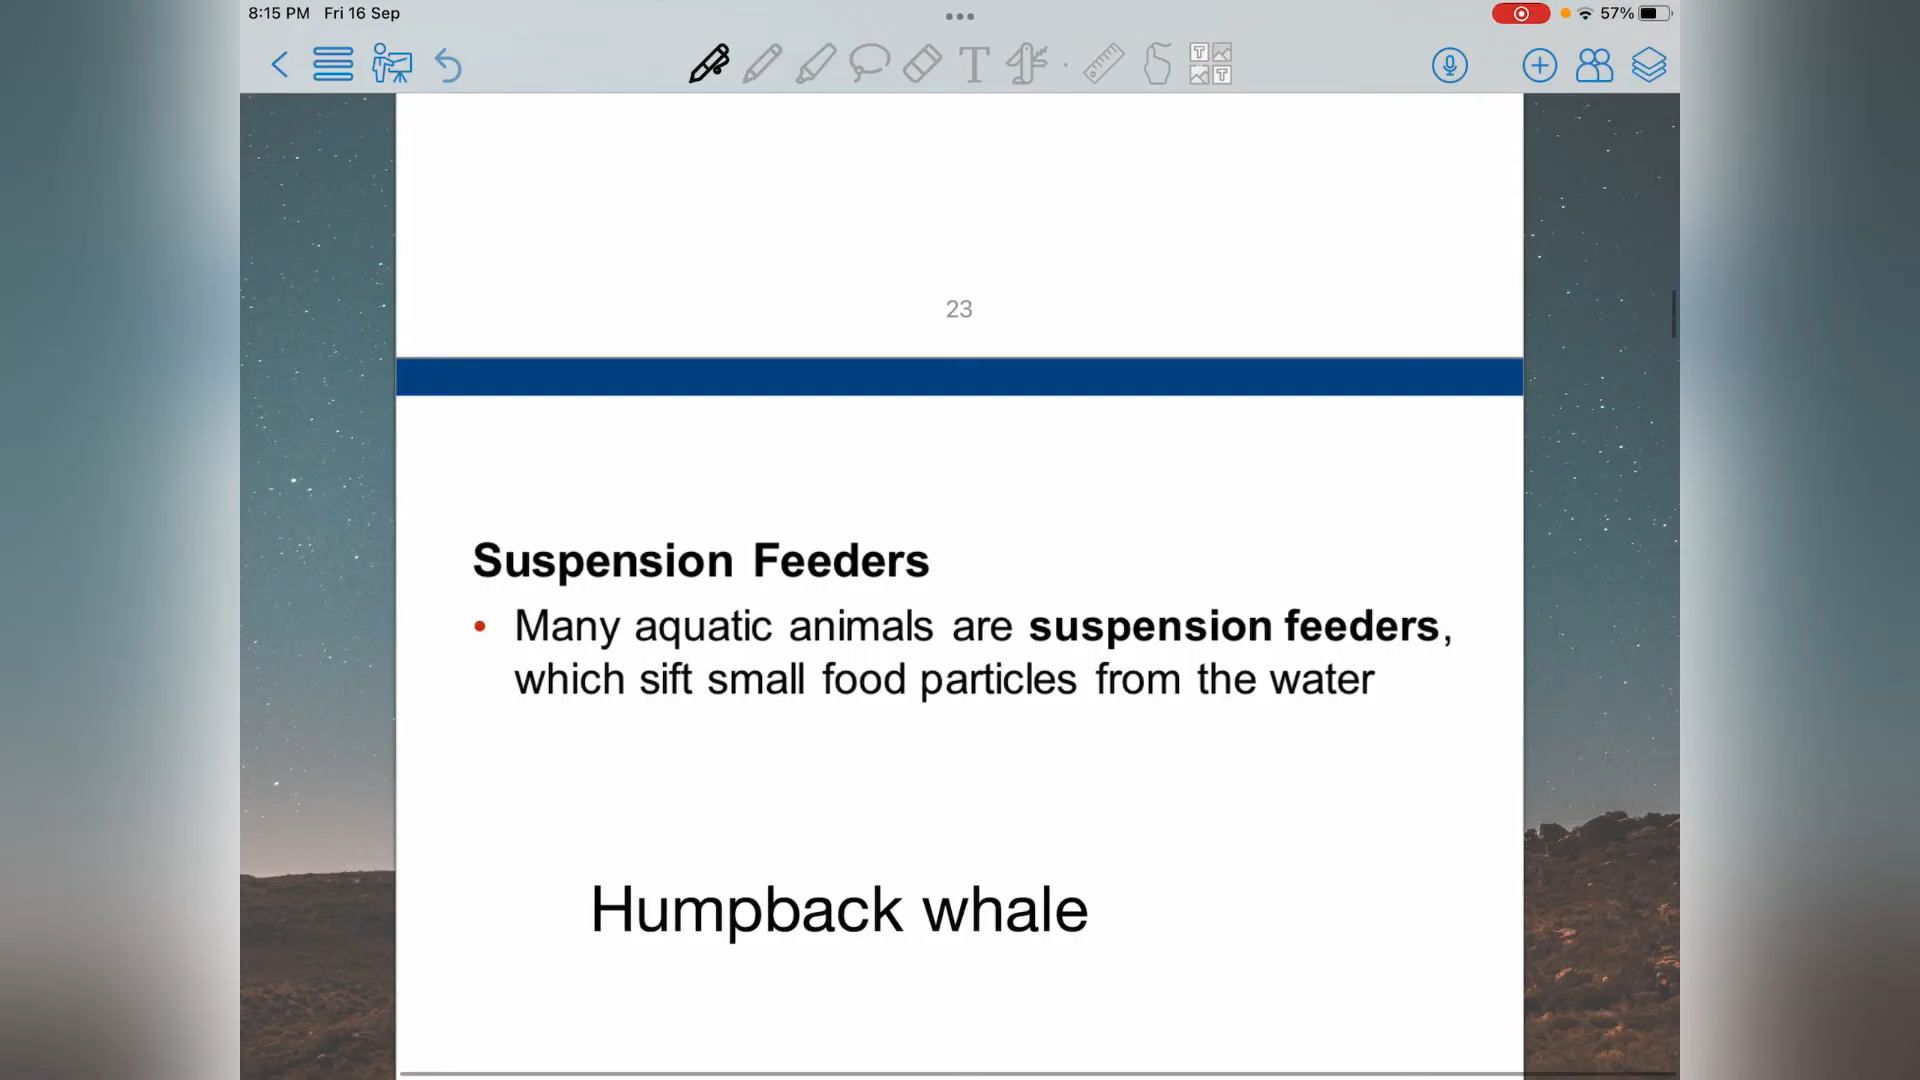 8:15 PM Fri 16 Sep
57%
T
23
Suspension Feeders
• Many aquatic animals are suspension feeders,
which sift small food particles from the water
Humpback whale